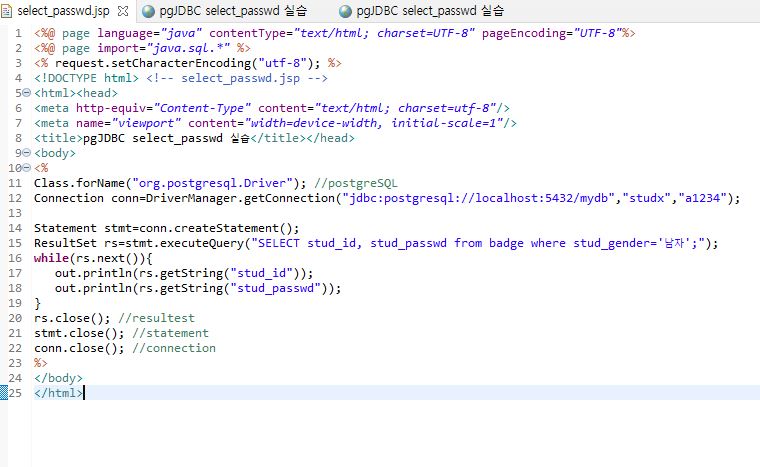 select_passwd.jsp pgJDBC select_passwd 실습 pgJDBC select_passwd 실습
1 <%@ page language="java" contentType="text/html; charset=UTF-8" pageEncoding="UTF-8"%>
2 <%@ page import="java.sql.*" %>
3 <% request.setCharacterEncoding("utf-8"); %>
4 <!DOCTYPE html> <!-- select_passwd.jsp -->
5 <html><head>
6 <meta http-equiv="Content-Type" content="text/html; charset=utf-8"/>
7 <meta name="viewport" content="width=device-width, initial-scale=1"/>
8 <title>pgJDBC select_passwd 실습</title></head>
9 <body>
10 <%
11 Class.forName("org.postgresql.Driver"); //postgreSQL
12 Connection conn=DriverManager.getConnection("jdbc:postgresql://localhost:5432/mydb","studx","a1234");
13
14 Statement stmt=conn.createStatement();
15 ResultSet rs=stmt.executeQuery("SELECT stud_id, stud_passwd from badge where stud_gender='남자';");
16 while(rs.next()){
17 out.println(rs.getString("stud_id"));
18 out.println(rs.getString("stud_passwd"));
19 }
20 rs.close(); //resultest
21 stmt.close(); //statement
22 conn.close(); //connection
23 %>
24 </body>
25 </html>